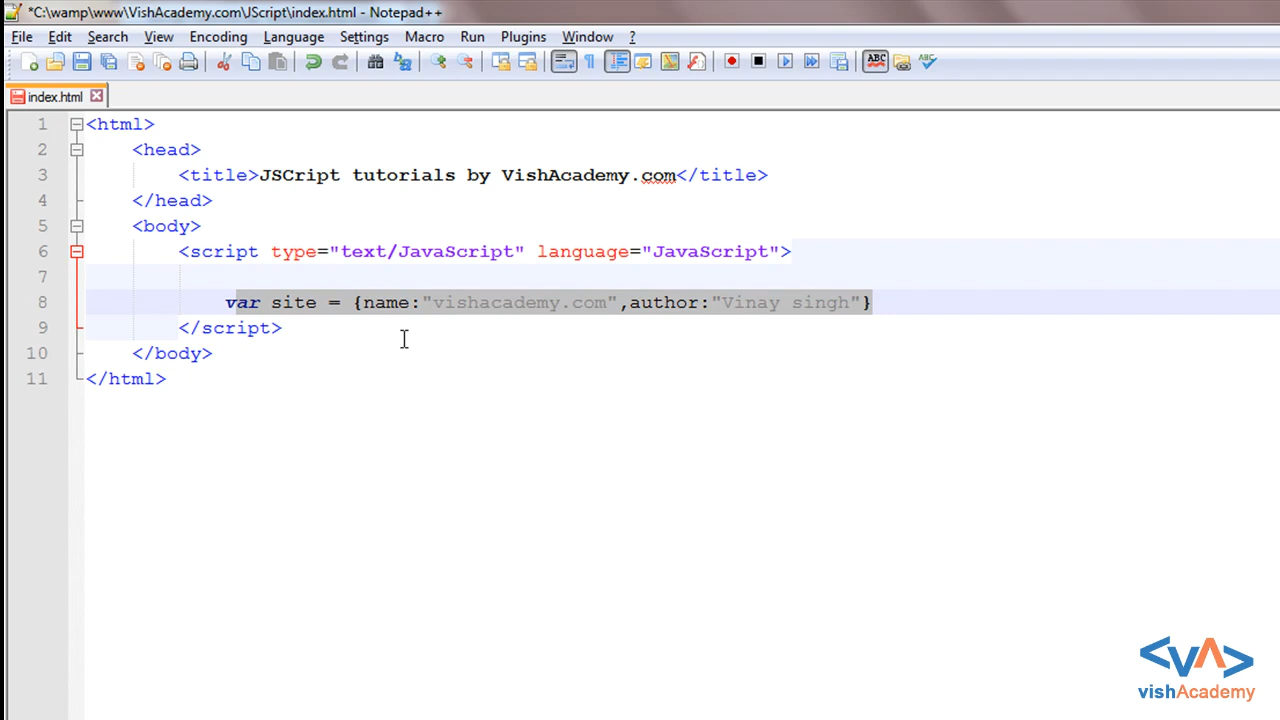 *C:\wamp\www\VishAcademy.com\JScript\index.html - Notepad++
File Edit Search View Encoding Language Settings Macro Run Plugins Window ?
ABC ABC
index.html
1 <html>
2 <head>
3 <title>JSCript tutorials by VishAcademy.com</title>
4 </head>
5 <body>
6 <script type="text/JavaScript" language="JavaScript">
7
8 var site = {name:"vishacademy.com",author:"Vinay singh"}
9 </script>
10 </body>
11 </html>
<VA>
vishAcademy